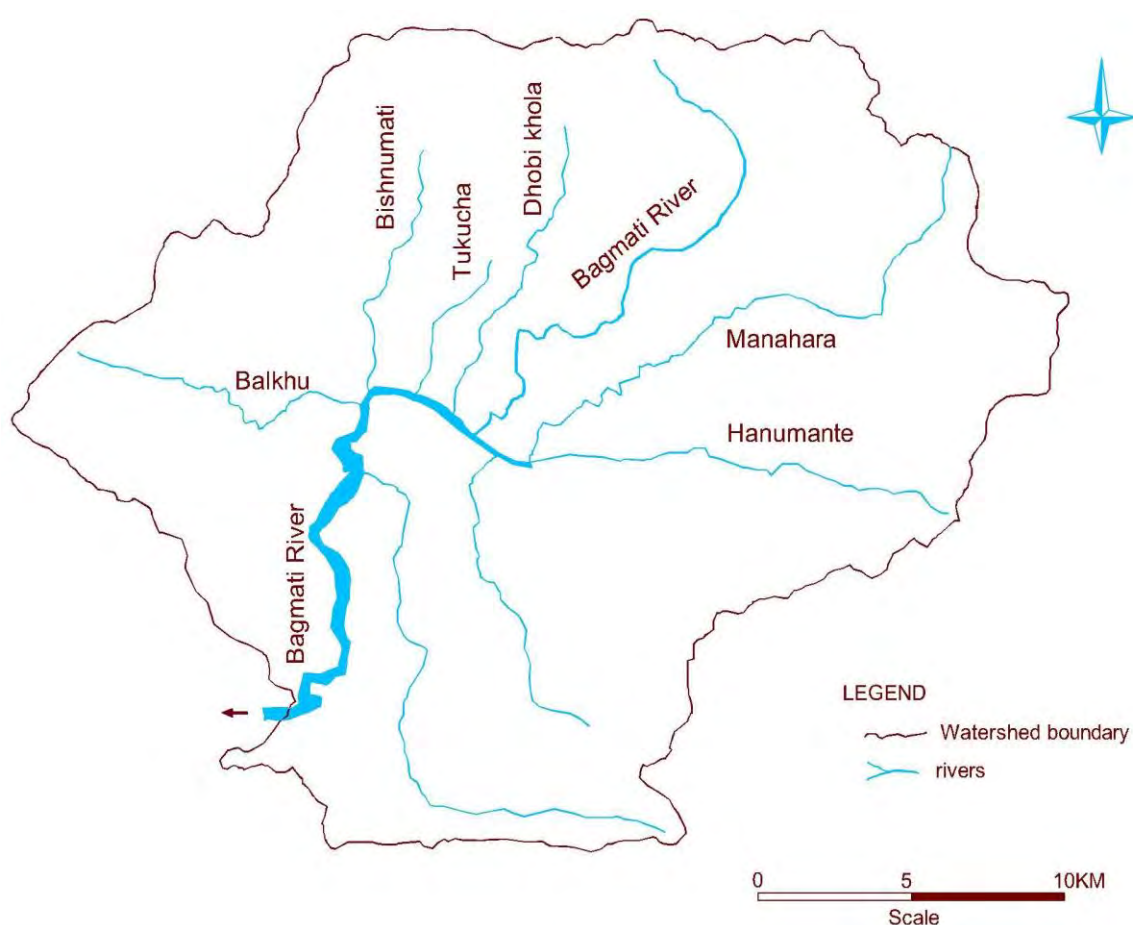 Bishnumati
Tukucha
Dhobi khola
Bagmati River
Balkhu
Manahara
Hanumante
Bagmati River
LEGEND
Watershed boundary
rivers
0 5 10KM
Scale